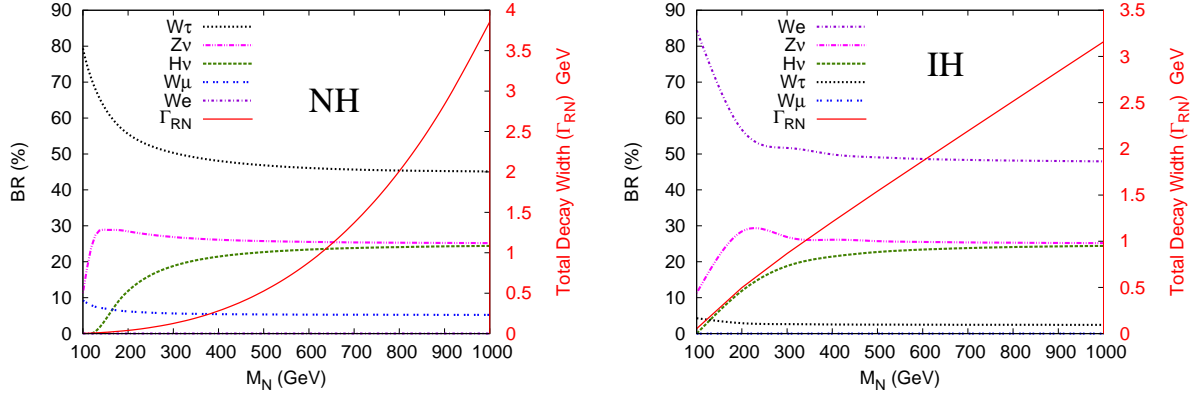 Wτ
Zν
Hν
Wμ
We
Γ_RN
NH
BR (%)
0
10
20
30
40
50
60
70
80
90
100 200 300 400 500 600 700 800 900 1000
M_N (GeV)
0
0.5
1
1.5
2
2.5
3
3.5
4
Total Decay Width (Γ_RN) GeV
We
Zν
Hν
Wτ
Wμ
Γ_RN
IH
BR (%)
0
10
20
30
40
50
60
70
80
90
100 200 300 400 500 600 700 800 900 1000
M_N (GeV)
0
0.5
1
1.5
2
2.5
3
3.5
Total Decay Width (Γ_RN) GeV